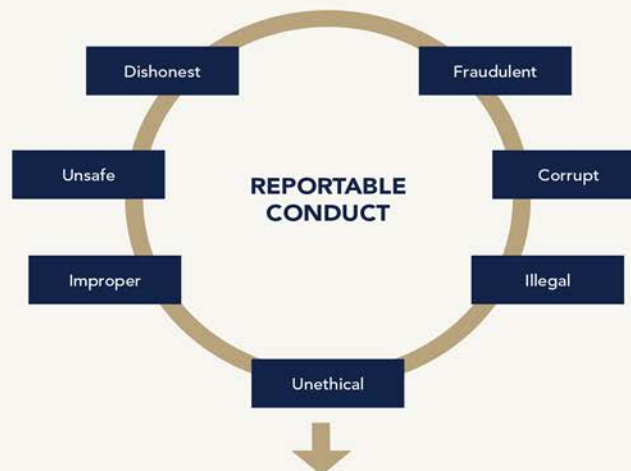 Dishonest
Fraudulent
Unsafe
REPORTABLE
CONDUCT
Corrupt
Improper
Illegal
Unethical